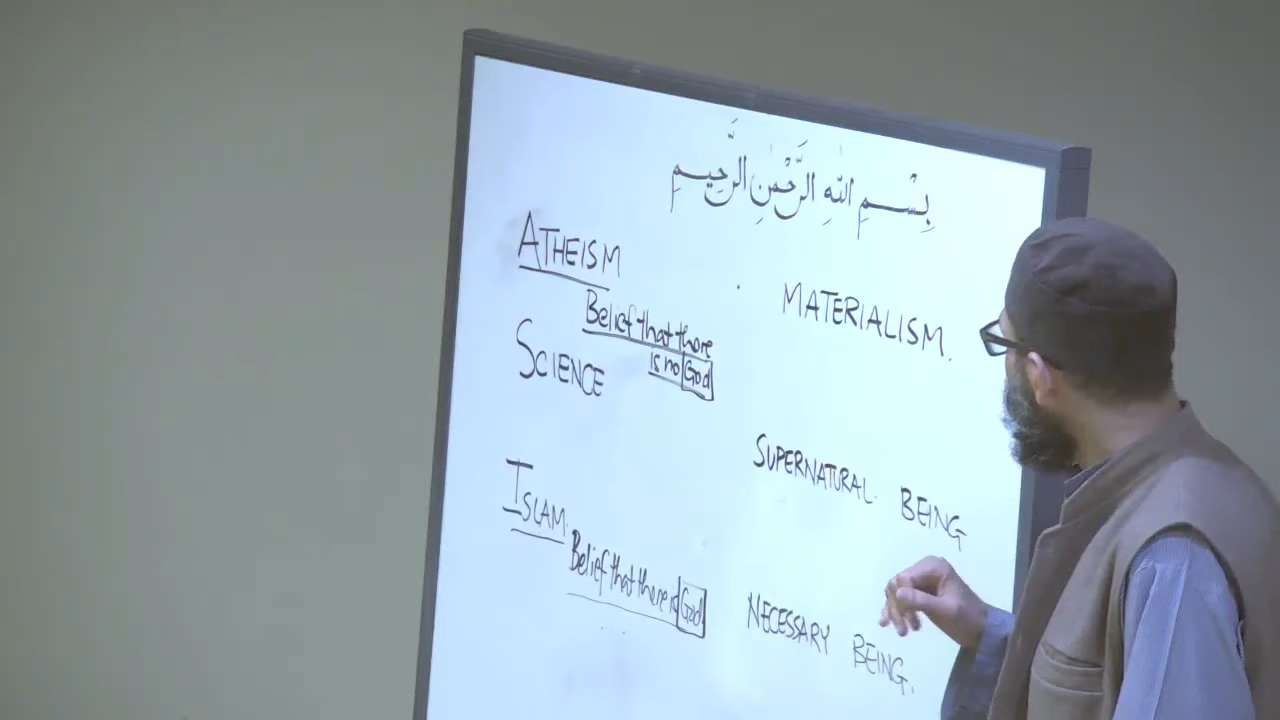 بِسْمِ اللّٰهِ الرَّحْمٰنِ الرَّحِيمِ
ATHEISM
MATERIALISM.
Belief that there
is no God
SCIENCE
SUPERNATURAL BEING
ISLAM.
Belief that there is God
NECESSARY BEING.